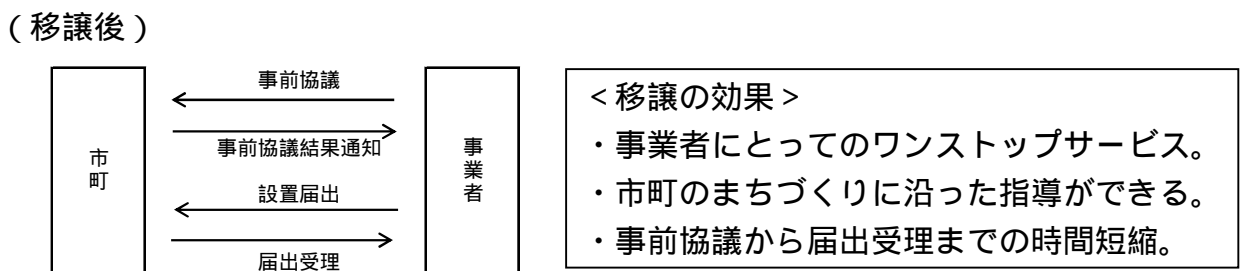 (移譲後)
市町
事前協議
事前協議結果通知
設置届出
届出受理
事業者
<移譲の効果>
・事業者にとってのワンストップサービス。
・市町のまちづくりに沿った指導ができる。
・事前協議から届出受理までの時間短縮。